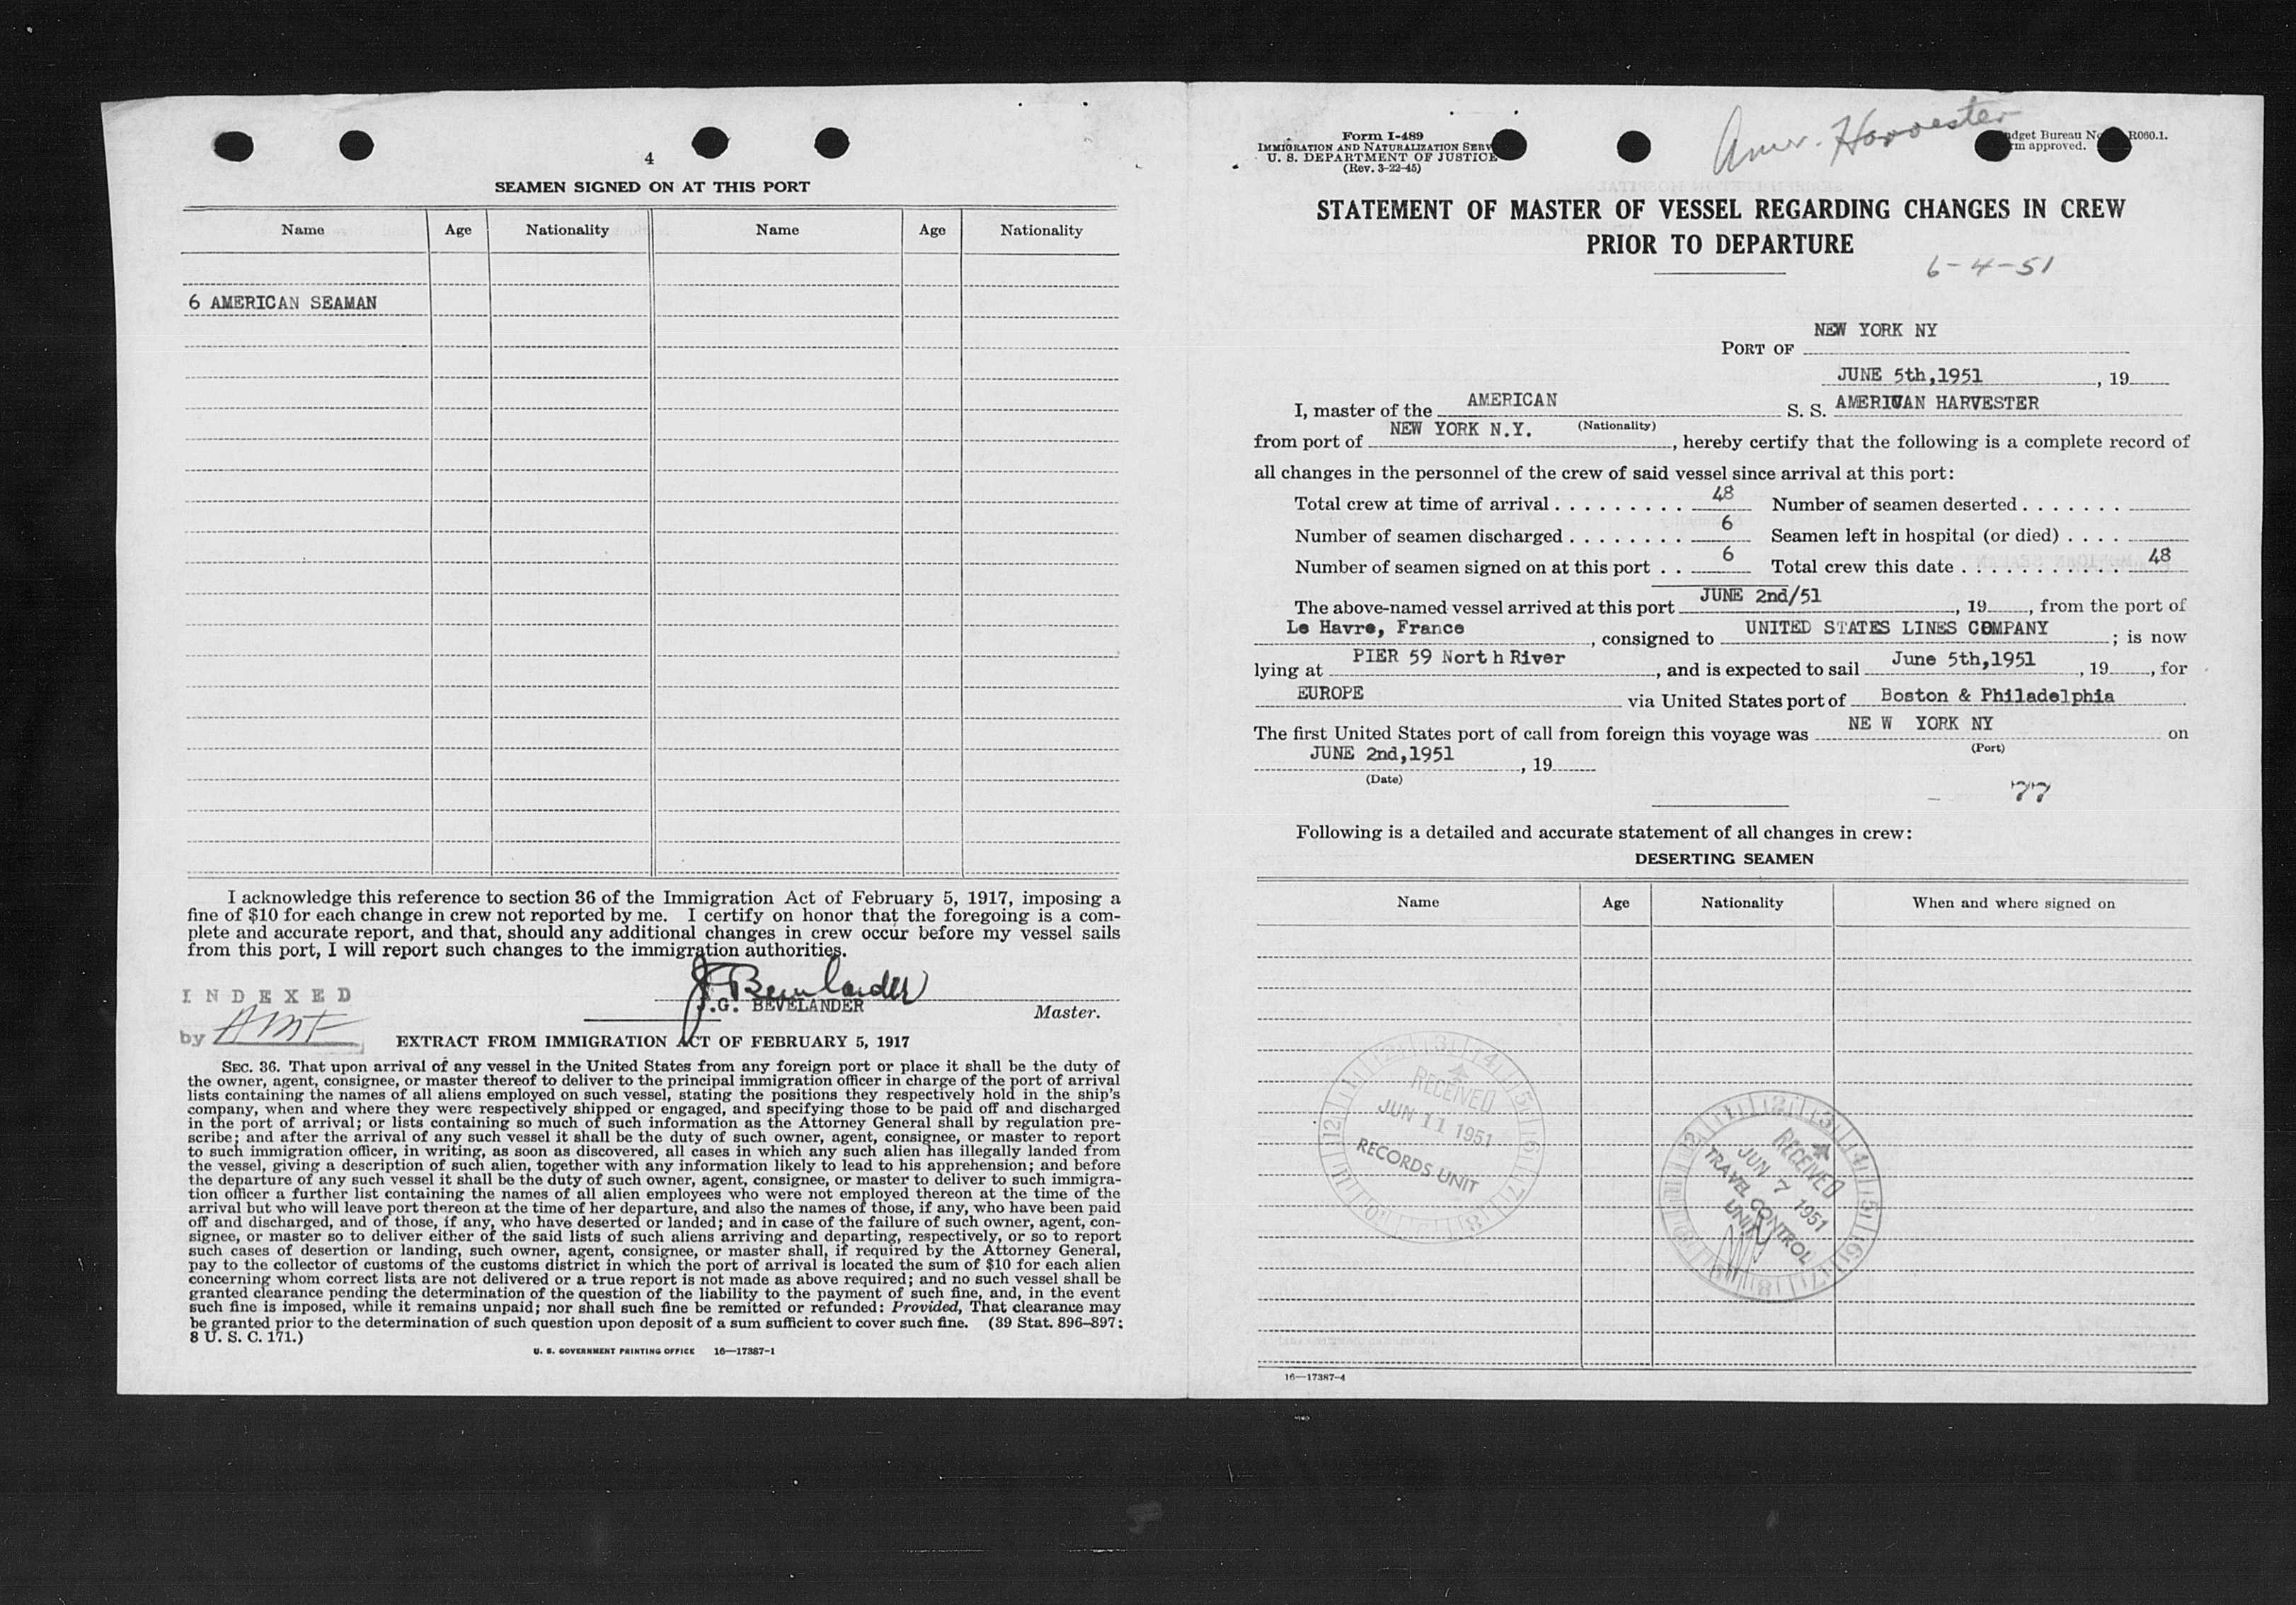 4
SEAMEN SIGNED ON AT THIS PORT
Name Age Nationality Name Age Nationality
6 AMERICAN SEAMAN
I acknowledge this reference to section 36 of the Immigration Act of February 5, 1917, imposing a
fine of $10 for each change in crew not reported by me. I certify on honor that the foregoing is a com-
plete and accurate report, and that, should any additional changes in crew occur before my vessel sails
from this port, I will report such changes to the immigration authorities.
INDEXED
by
.G. BEVELANDER
Master.
EXTRACT FROM IMMIGRATION ACT OF FEBRUARY 5, 1917
SEC. 36. That upon arrival of any vessel in the United States from any foreign port or place it shall be the duty of
the owner, agent, consignee, or master thereof to deliver to the principal immigration officer in charge of the port of arrival
lists containing the names of all aliens employed on such vessel, stating the positions they respectively hold in the ship's
company, when and where they were respectively shipped or engaged, and specifying those to be paid off and discharged
in the port of arrival; or lists containing so much of such information as the Attorney General shall by regulation pre-
scribe; and after the arrival of any such vessel it shall be the duty of such owner, agent, consignee, or master to report
to such immigration officer, in writing, as soon as discovered, all cases in which any such alien has illegally landed from
the vessel, giving a description of such alien, together with any information likely to lead to his apprehension; and before
the departure of any such vessel it shall be the duty of such owner, agent, consignee, or master to deliver to such immigra-
tion officer a further list containing the names of all alien employees who were not employed thereon at the time of the
arrival but who will leave port thereon at the time of her departure, and also the names of those, if any, who have been paid
off and discharged, and of those, if any, who have deserted or landed; and in case of the failure of such owner, agent, con-
signee, or master so to deliver either of the said lists of such aliens arriving and departing, respectively, or so to report
such cases of desertion or landing, such owner, agent, consignee, or master shall, if required by the Attorney General,
pay to the collector of customs of the customs district in which the port of arrival is located the sum of $10 for each alien
concerning whom correct lists are not delivered or a true report is not made as above required; and no such vessel shall be
granted clearance pending the determination of the question of the liability to the payment of such fine, and, in the event
such fine is imposed, while it remains unpaid; nor shall such fine be remitted or refunded: Provided, That clearance may
be granted prior to the determination of such question upon deposit of a sum sufficient to cover such fine. (39 Stat. 896–897;
8 U. S. C. 171.)
U. S. GOVERNMENT PRINTING OFFICE 16—17387-1
Form I-489
IMMIGRATION AND NATURALIZATION SERV
U. S. DEPARTMENT OF JUSTICE
(Rev. 3-22-45)
Amer. Harvester
dget Bureau No. R060.1.
rm approved.
STATEMENT OF MASTER OF VESSEL REGARDING CHANGES IN CREW
PRIOR TO DEPARTURE
6-4-51
PORT OF NEW YORK NY
JUNE 5th,1951, 19
I, master of the AMERICAN S. S. AMERICAN HARVESTER
(Nationality)
from port of NEW YORK N.Y., hereby certify that the following is a complete record of
all changes in the personnel of the crew of said vessel since arrival at this port:
Total crew at time of arrival 48 Number of seamen deserted
Number of seamen discharged 6 Seamen left in hospital (or died)
Number of seamen signed on at this port 6 Total crew this date 48
The above-named vessel arrived at this port JUNE 2nd/51, 19, from the port of
Le Havre, France, consigned to UNITED STATES LINES COMPANY; is now
lying at PIER 59 North River, and is expected to sail June 5th,1951, 19, for
EUROPE via United States port of Boston & Philadelphia
The first United States port of call from foreign this voyage was NE W YORK NY on
(Port)
JUNE 2nd,1951, 19
(Date)
77
Following is a detailed and accurate statement of all changes in crew:
DESERTING SEAMEN
Name Age Nationality When and where signed on
RECEIVED
JUN 11 1951
RECORDS UNIT
RECEIVED
JUN 7 1951
TRAVEL CONTROL
UNIT
16—17387-4